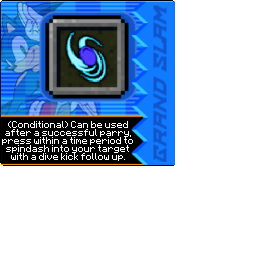 GRAND SLAM
(Conditional) Can be used
after a successful parry,
press within a time period to
spindash into your target
with a dive kick follow up.